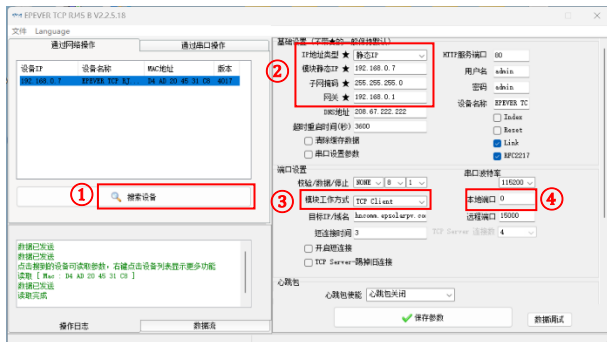 EPEVER TCP RJ45 B V2.2.5.18
文件 Language
通过网络操作 通过串口操作
设备IP 设备名称 MAC地址 版本
192.168.0.7 EPEVER TCP RJ... D4 AD 20 45 31 C8 4017
① 搜索设备
数据已发送
数据已发送
点击搜到的设备可读取参数，右键点击设备列表显示更多功能
读取 [ Mac : D4 AD 20 45 31 C8 ]
数据已发送
读取完成
操作日志 数据流
基础设置 (不带★的一般保持默认)
②
IP地址类型 ★ 静态IP
模块静态IP ★ 192.168.0.7
子网掩码 ★ 255.255.255.0
网关 ★ 192.168.0.1
DNS地址 208.67.222.222
超时重启时间(秒) 3600
清除缓存数据
串口设置参数
HTTP服务端口 80
用户名 admin
密码 admin
设备名称 EPEVER TC
Index
Reset
Link
RFC2217
端口设置
校验/数据/停止 NONE 8 1
串口波特率 115200
③ 模块工作方式 TCP Client
本地端口 0 ④
目标IP/域名 hncomm.epsolarpv.co
远程端口 15000
短连接时间 3
TCP Server 连接数 4
开启短连接
TCP Server-踢掉旧连接
心跳包
心跳包使能 心跳包关闭
保存参数 数据调试